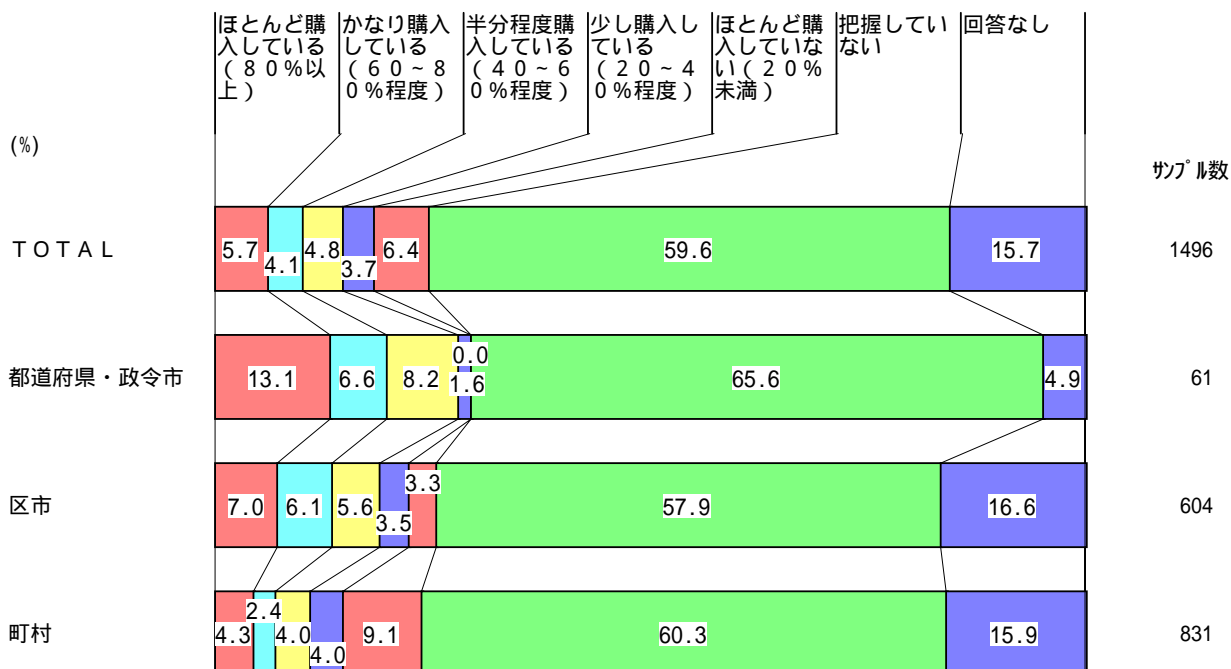 ほとんど購
入している
(80%以
上)
かなり購入
している
(60~8
0%程度)
半分程度購
入している
(40~6
0%程度)
少し購入し
ている
(20~4
0%程度)
ほとんど購
入していな
い(20%
未満)
把握してい
ない
回答なし
(%)
サンプル数
TOTAL 5.7 4.1 4.8 3.7 6.4 59.6 15.7 1496
都道府県・政令市 13.1 6.6 8.2 1.6 0.0 65.6 4.9 61
区市 7.0 6.1 5.6 3.5 3.3 57.9 16.6 604
町村 4.3 2.4 4.0 4.0 9.1 60.3 15.9 831